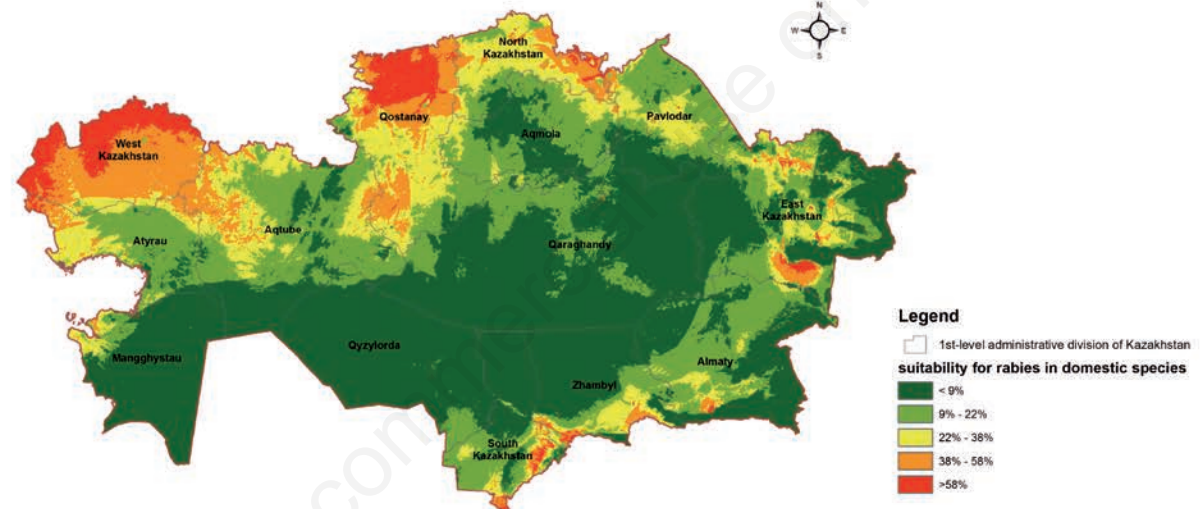 N
W E
S
North
Kazakhstan
Qostanay
Pavlodar
Aqmola
West
Kazakhstan
East
Kazakhstan
Atyrau
Aqtube
Qaraghandy
Mangghystau
Qyzylorda
Almaty
Zhambyl
South
Kazakhstan
Legend
1st-level administrative division of Kazakhstan
suitability for rabies in domestic species
< 9%
9% - 22%
22% - 38%
38% - 58%
>58%